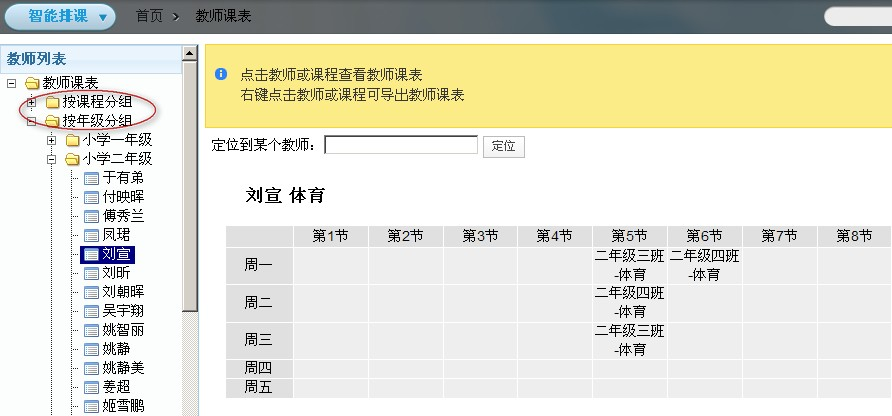 智能排课 首页 教师课表
教师列表
教师课表
按课程分组
按年级分组
小学一年级
小学二年级
于有弟
付映晖
傅秀兰
凤珺
刘宣
刘昕
刘朝晖
吴宇翔
姚智丽
姚静
姚静美
姜超
姬雪鹏
点击教师或课程查看教师课表
右键点击教师或课程可导出教师课表
定位到某个教师： 定位
刘宣 体育
第1节 第2节 第3节 第4节 第5节 第6节 第7节 第8节
周一 二年级三班-体育 二年级四班-体育
周二 二年级四班-体育
周三 二年级三班-体育
周四
周五